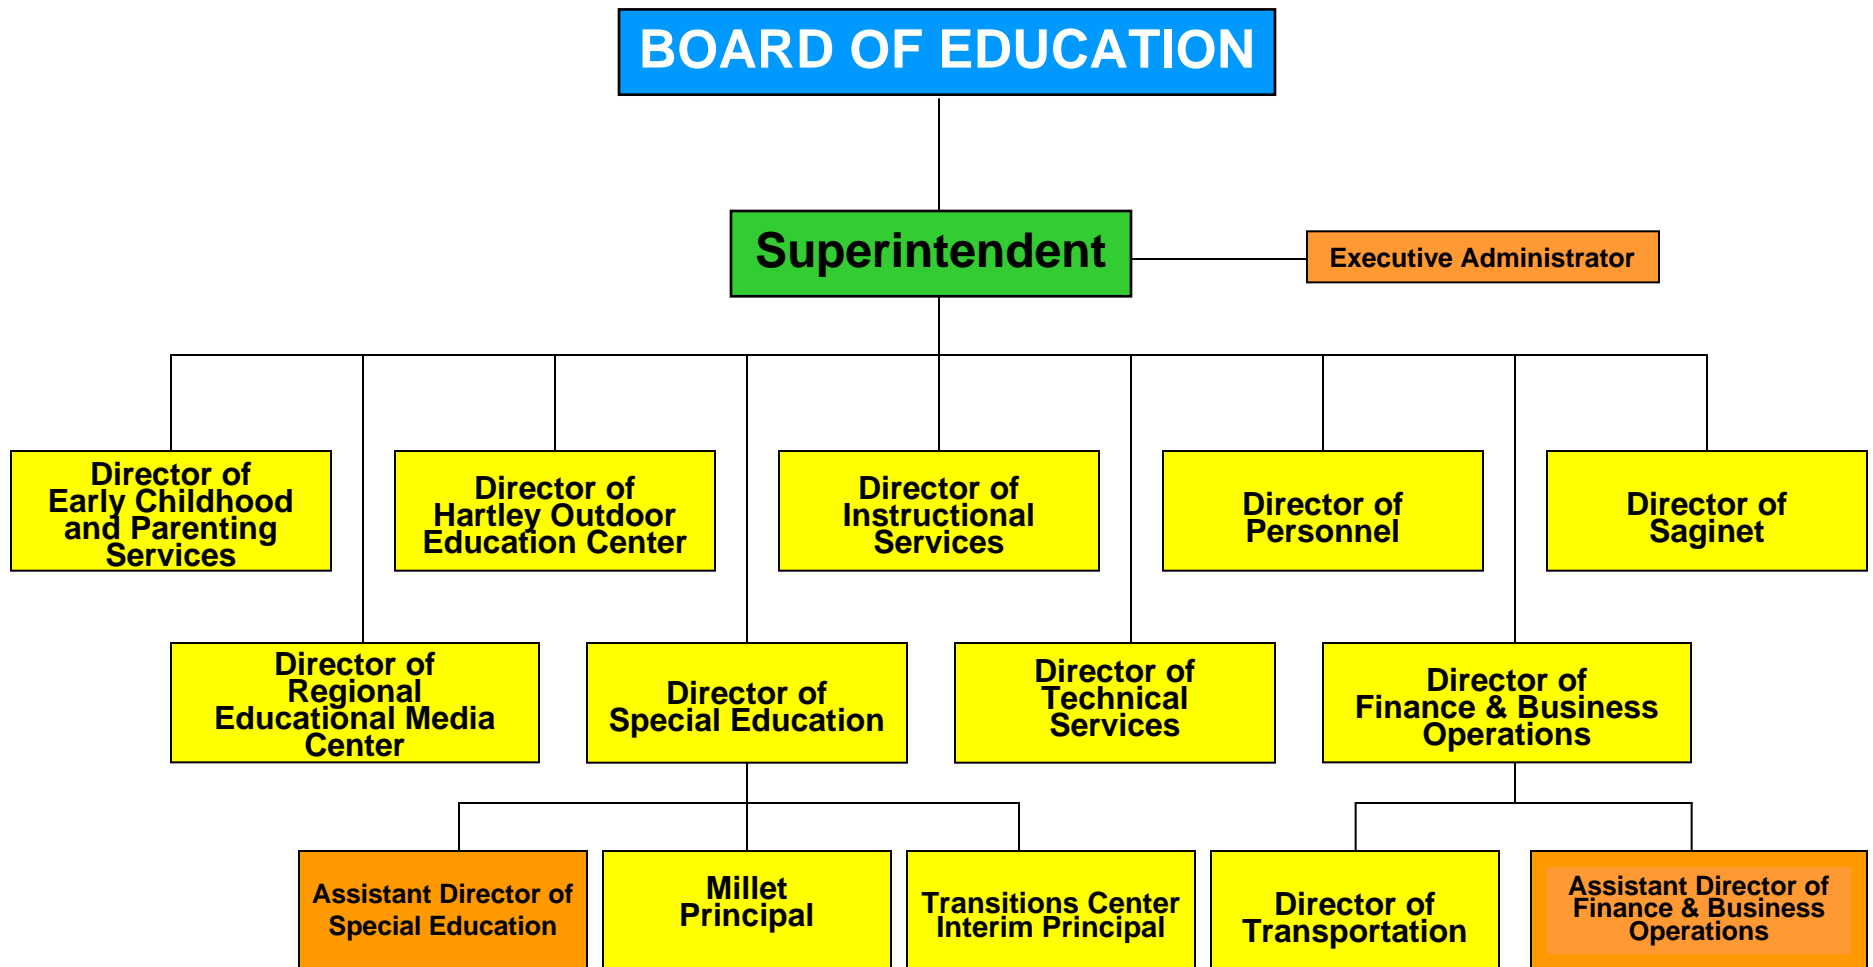 BOARD OF EDUCATION
Superintendent
Executive Administrator
Director of
Early Childhood
and Parenting
Services
Director of
Hartley Outdoor
Education Center
Director of
Instructional
Services
Director of
Personnel
Director of
Saginet
Director of
Regional
Educational Media
Center
Director of
Special Education
Director of
Technical
Services
Director of
Finance & Business
Operations
Assistant Director of
Special Education
Millet
Principal
Transitions Center
Interim Principal
Director of
Transportation
Assistant Director of
Finance & Business
Operations